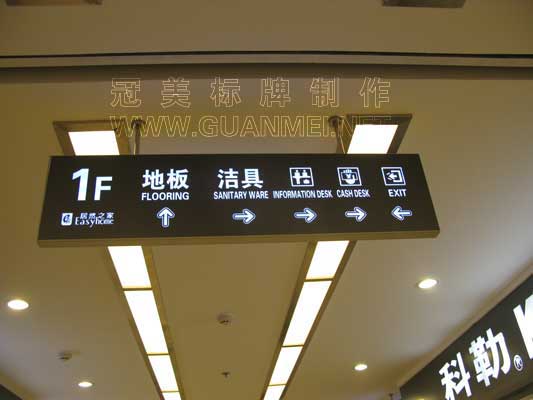 冠美标牌制作
WWW.GUANMEI.NET
1F 地板 洁具
FLOORING SANITARY WARE INFORMATION DESK CASH DESK EXIT
居然之家
Easyhome
科勒®